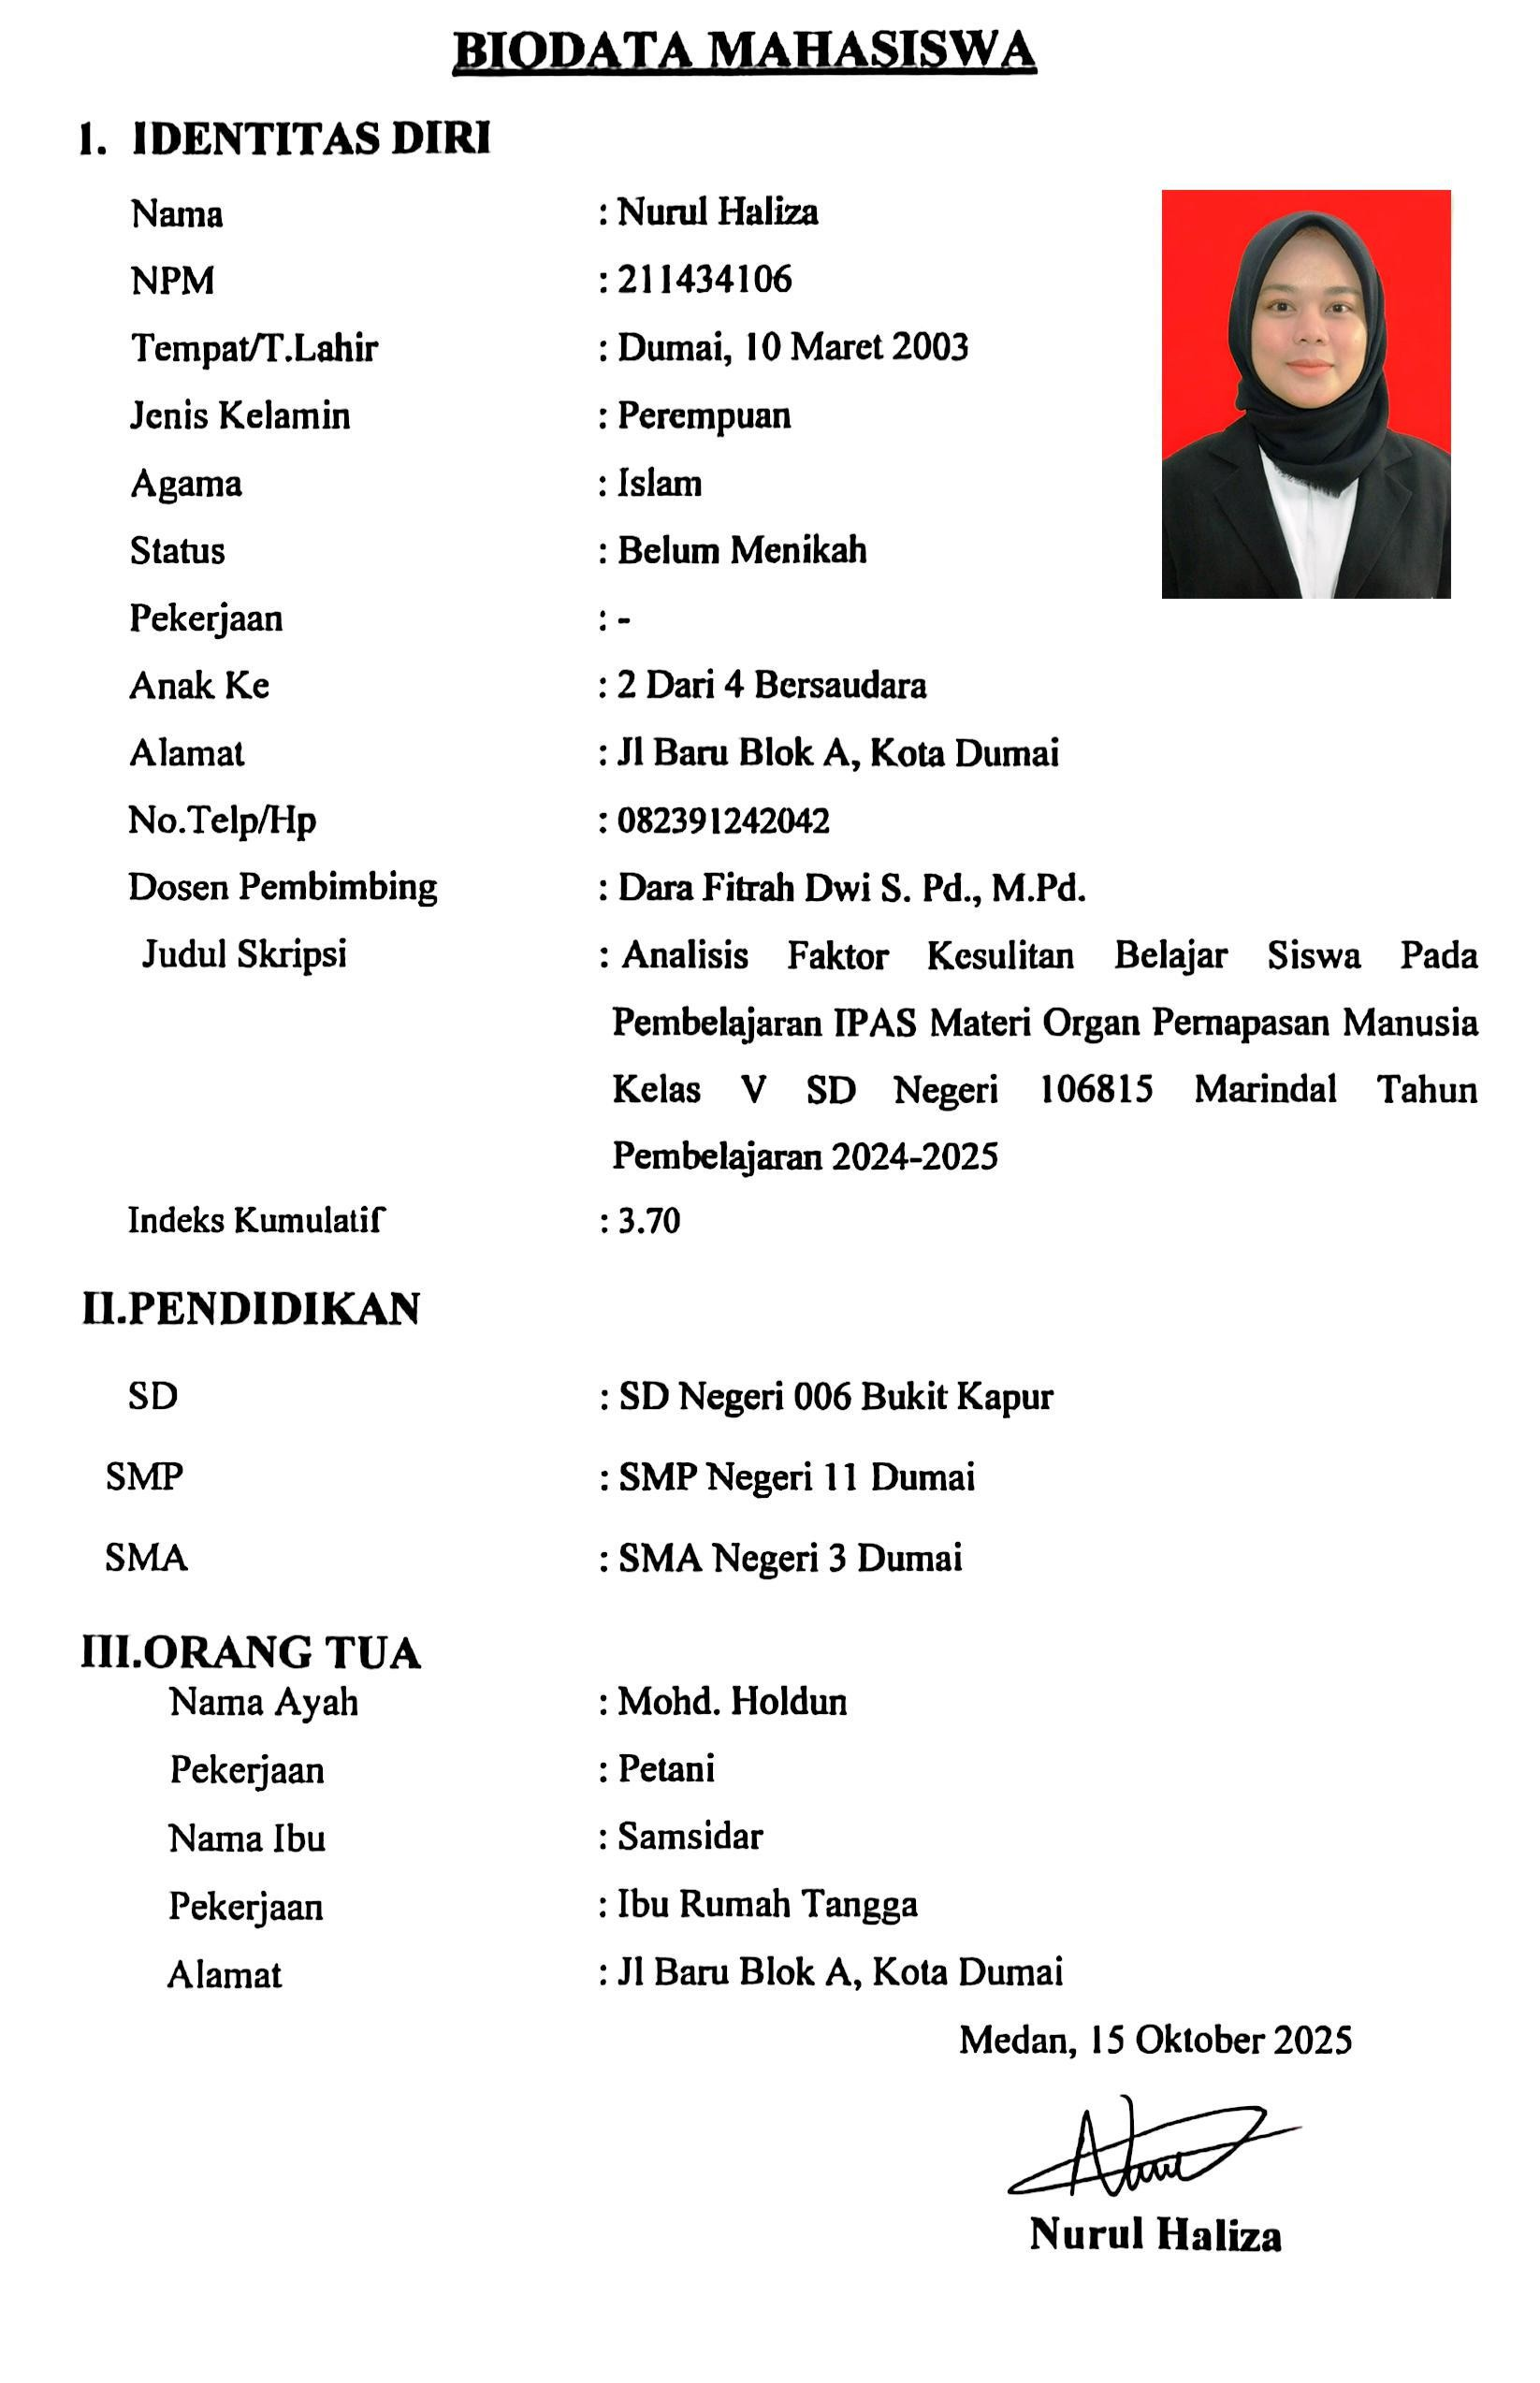 BIODATA MAHASISWA
I. IDENTITAS DIRI
Nama : Nurul Haliza
NPM : 211434106
Tempat/T.Lahir : Dumai, 10 Maret 2003
Jenis Kelamin : Perempuan
Agama : Islam
Status : Belum Menikah
Pekerjaan : -
Anak Ke : 2 Dari 4 Bersaudara
Alamat : Jl Baru Blok A, Kota Dumai
No.Telp/Hp : 082391242042
Dosen Pembimbing : Dara Fitrah Dwi S. Pd., M.Pd.
Judul Skripsi : Analisis Faktor Kesulitan Belajar Siswa Pada
Pembelajaran IPAS Materi Organ Pernapasan Manusia
Kelas V SD Negeri 106815 Marindal Tahun
Pembelajaran 2024-2025
Indeks Kumulatif : 3.70
II.PENDIDIKAN
SD : SD Negeri 006 Bukit Kapur
SMP : SMP Negeri 11 Dumai
SMA : SMA Negeri 3 Dumai
III.ORANG TUA
Nama Ayah : Mohd. Holdun
Pekerjaan : Petani
Nama Ibu : Samsidar
Pekerjaan : Ibu Rumah Tangga
Alamat : Jl Baru Blok A, Kota Dumai
Medan, 15 Oktober 2025
Nurul Haliza